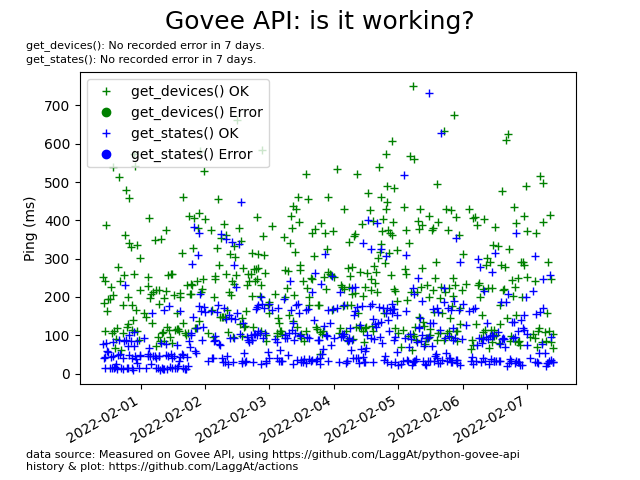 Govee API: is it working?
get_devices(): No recorded error in 7 days.
get_states(): No recorded error in 7 days.
get_devices() OK
get_devices() Error
get_states() OK
get_states() Error
Ping (ms)
700
600
500
400
300
200
100
0
2022-02-01
2022-02-02
2022-02-03
2022-02-04
2022-02-05
2022-02-06
2022-02-07
data source: Measured on Govee API, using https://github.com/LaggAt/python-govee-api
history & plot: https://github.com/LaggAt/actions